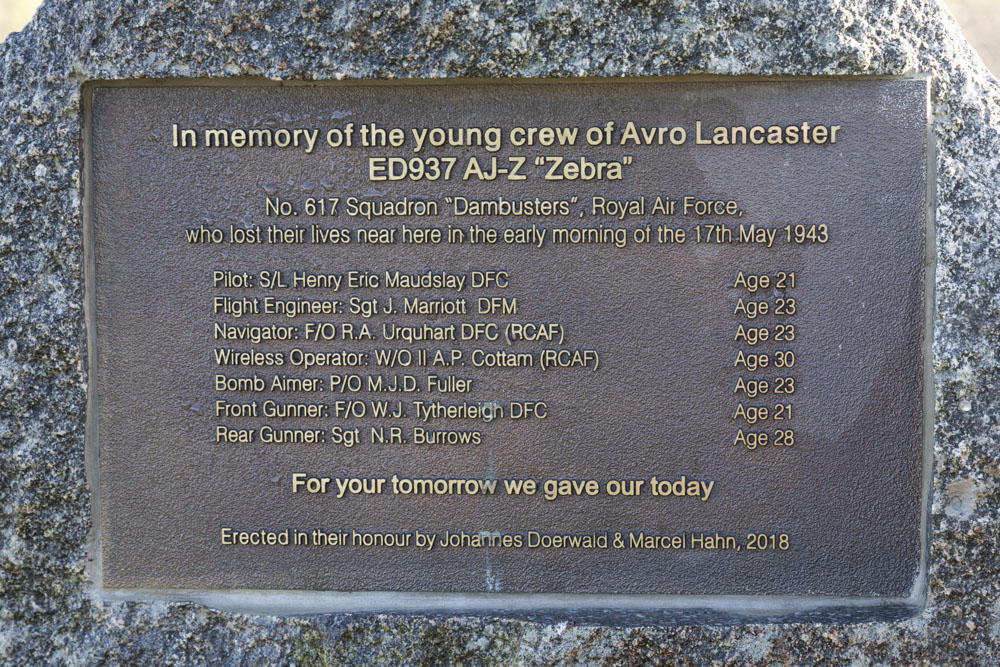 In memory of the young crew of Avro Lancaster
ED937 AJ-Z “Zebra”
No. 617 Squadron “Dambusters”, Royal Air Force,
who lost their lives near here in the early morning of the 17th May 1943
Pilot: S/L Henry Eric Maudslay DFC Age 21
Flight Engineer: Sgt J. Marriott DFM Age 23
Navigator: F/O R.A. Urquhart DFC (RCAF) Age 23
Wireless Operator: W/O II A.P. Cottam (RCAF) Age 30
Bomb Aimer: P/O M.J.D. Fuller Age 23
Front Gunner: F/O W.J. Tytherleigh DFC Age 21
Rear Gunner: Sgt N.R. Burrows Age 28
For your tomorrow we gave our today
Erected in their honour by Johannes Doerwald & Marcel Hahn, 2018